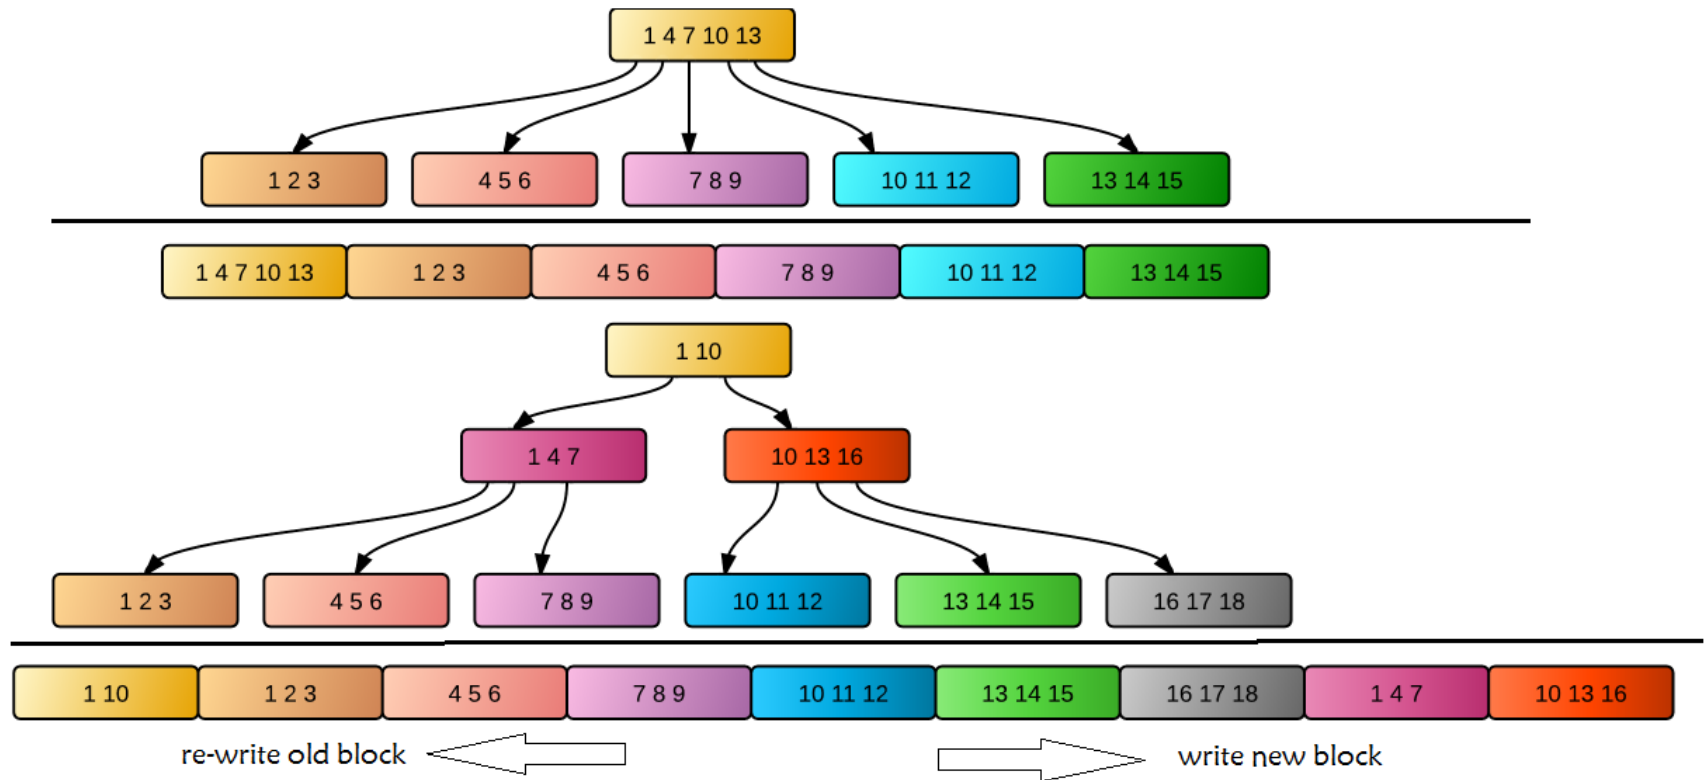 1 4 7 10 13
1 2 3 4 5 6 7 8 9 10 11 12 13 14 15
1 4 7 10 13 1 2 3 4 5 6 7 8 9 10 11 12 13 14 15
1 10
1 4 7 10 13 16
1 2 3 4 5 6 7 8 9 10 11 12 13 14 15 16 17 18
1 10 1 2 3 4 5 6 7 8 9 10 11 12 13 14 15 16 17 18 1 4 7 10 13 16
re-write old block write new block